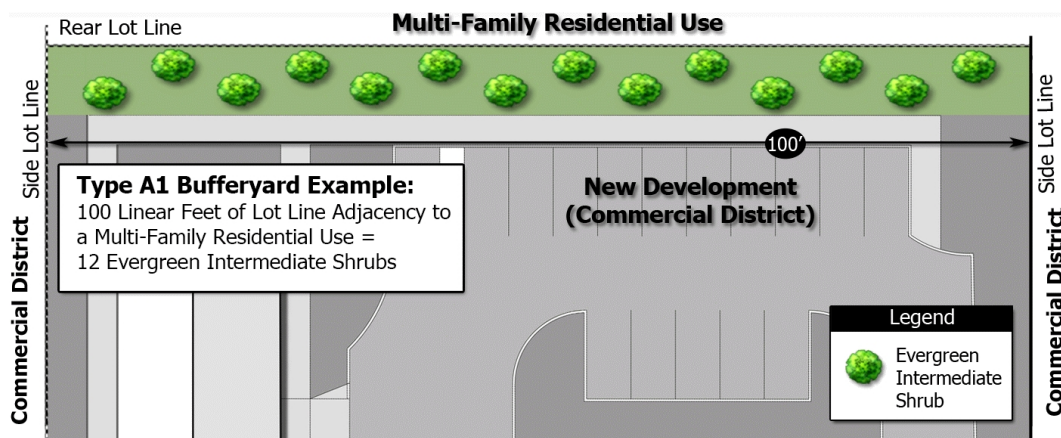 Multi-Family Residential Use
Rear Lot Line
Side Lot Line
Commercial District
100’
Type A1 Bufferyard Example:
100 Linear Feet of Lot Line Adjacency to
a Multi-Family Residential Use =
12 Evergreen Intermediate Shrubs
New Development
(Commercial District)
Side Lot Line
Commercial District
Legend
Evergreen
Intermediate
Shrub